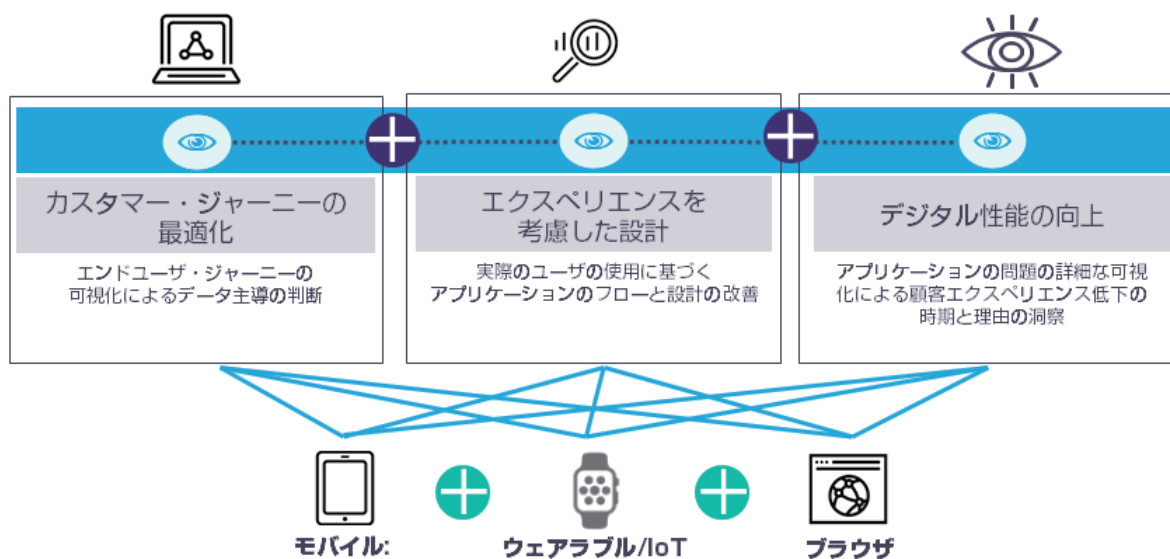 カスタマー・ジャーニーの
最適化
エンドユーザ・ジャーニーの
可視化によるデータ主導の判断
エクスペリエンスを
考慮した設計
実際のユーザの使用に基づく
アプリケーションのフローと設計の改善
デジタル性能の向上
アプリケーションの問題の詳細な可視
化による顧客エクスペリエンス低下の
時期と理由の洞察
モバイル:
ウェアラブル/IoT
ブラウザ